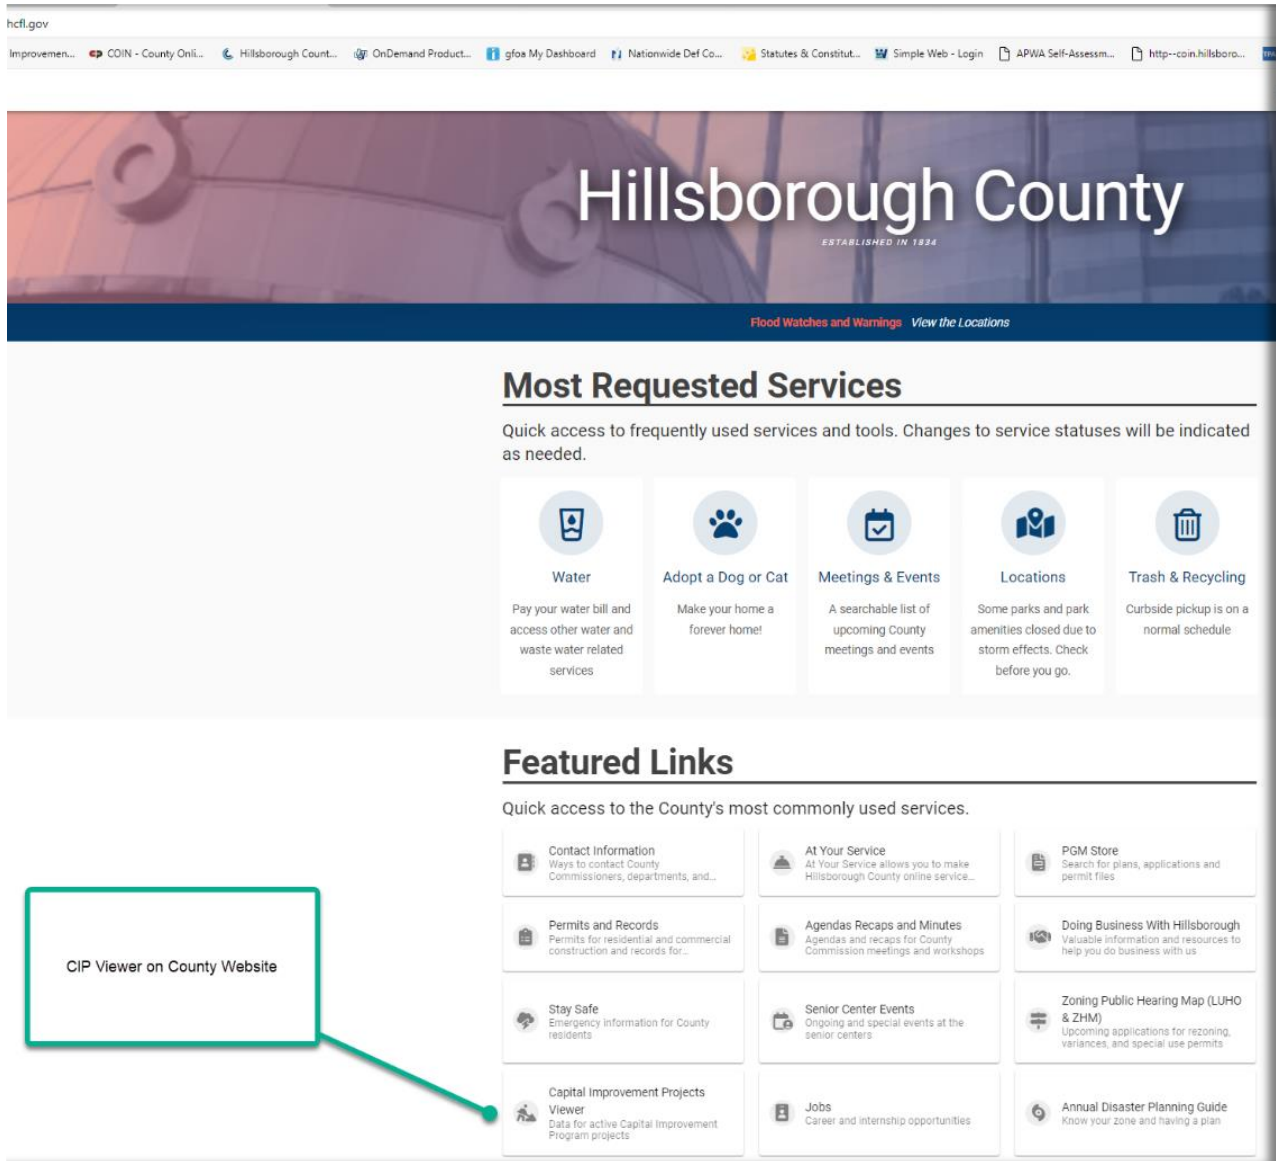 hcfl.gov
Improvemen... COIN - County Onli... Hillsborough Count... OnDemand Product... gfoa My Dashboard Nationwide Def Co... Statutes & Constitut... Simple Web - Login APWA Self-Assessm... http--coin.hillsboro...
Hillsborough County
ESTABLISHED IN 1834
Flood Watches and Warnings View the Locations
Most Requested Services
Quick access to frequently used services and tools. Changes to service statuses will be indicated
as needed.
Water
Pay your water bill and
access other water and
waste water related
services
Adopt a Dog or Cat
Make your home a
forever home!
Meetings & Events
A searchable list of
upcoming County
meetings and events
Locations
Some parks and park
amenities closed due to
storm effects. Check
before you go.
Trash & Recycling
Curbside pickup is on a
normal schedule
Featured Links
Quick access to the County's most commonly used services.
Contact Information
Ways to contact County
Commissioners, departments, and...
At Your Service
At Your Service allows you to make
Hillsborough County online service...
PGM Store
Search for plans, applications and
permit files
Permits and Records
Permits for residential and commercial
construction and records for...
Agendas Recaps and Minutes
Agendas and recaps for County
Commission meetings and workshops
Doing Business With Hillsborough
Valuable information and resources to
help you do business with us
CIP Viewer on County Website
Stay Safe
Emergency information for County
residents
Senior Center Events
Ongoing and special events at the
senior centers
Zoning Public Hearing Map (LUHO
& ZHM)
Upcoming applications for rezoning,
variances, and special use permits
Capital Improvement Projects
Viewer
Data for active Capital Improvement
Program projects
Jobs
Career and internship opportunities
Annual Disaster Planning Guide
Know your zone and having a plan